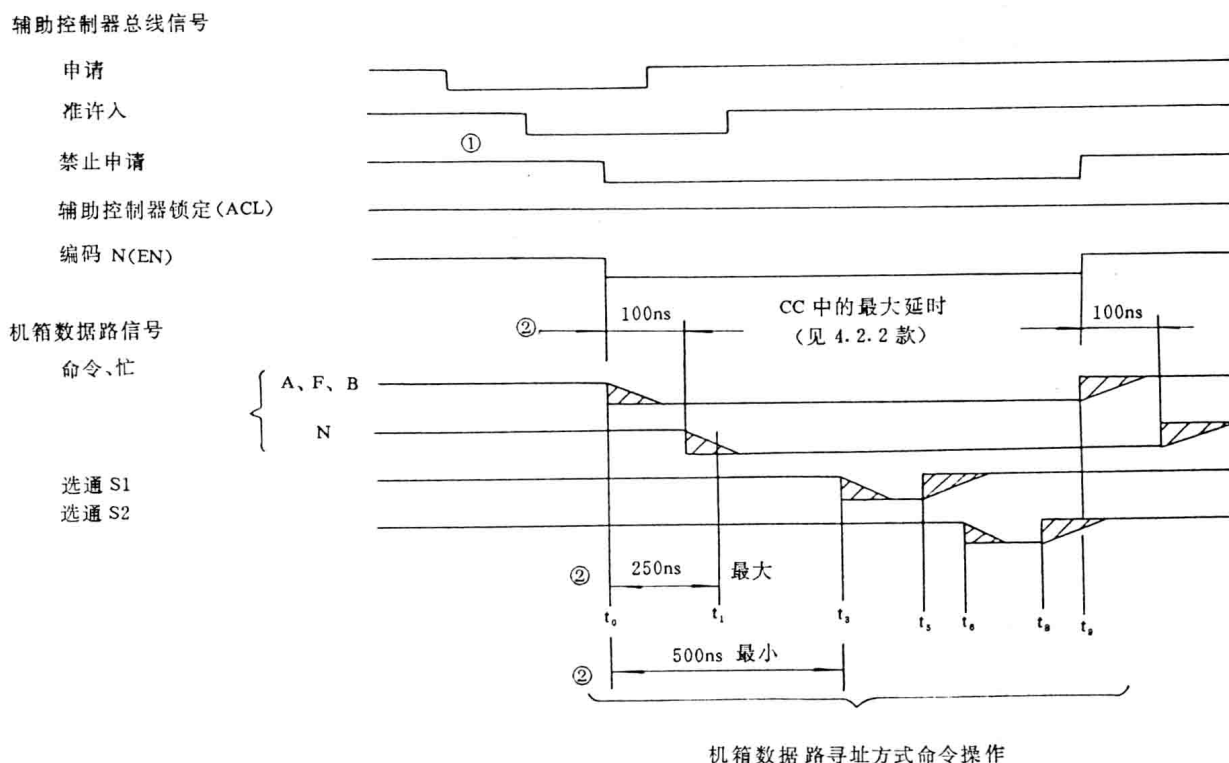 辅助控制器总线信号
申请
准许入
①
禁止申请
辅助控制器锁定(ACL)
编码 N(EN)
机箱数据路信号
② 100ns
CC 中的最大延时
(见 4.2.2 款)
100ns
命令、忙
A、F、B
N
选通 S1
选通 S2
② 250ns 最大
t₀ t₁ t₃ t₅ t₆ t₈ t₉
② 500ns 最小
机箱数据路寻址方式命令操作